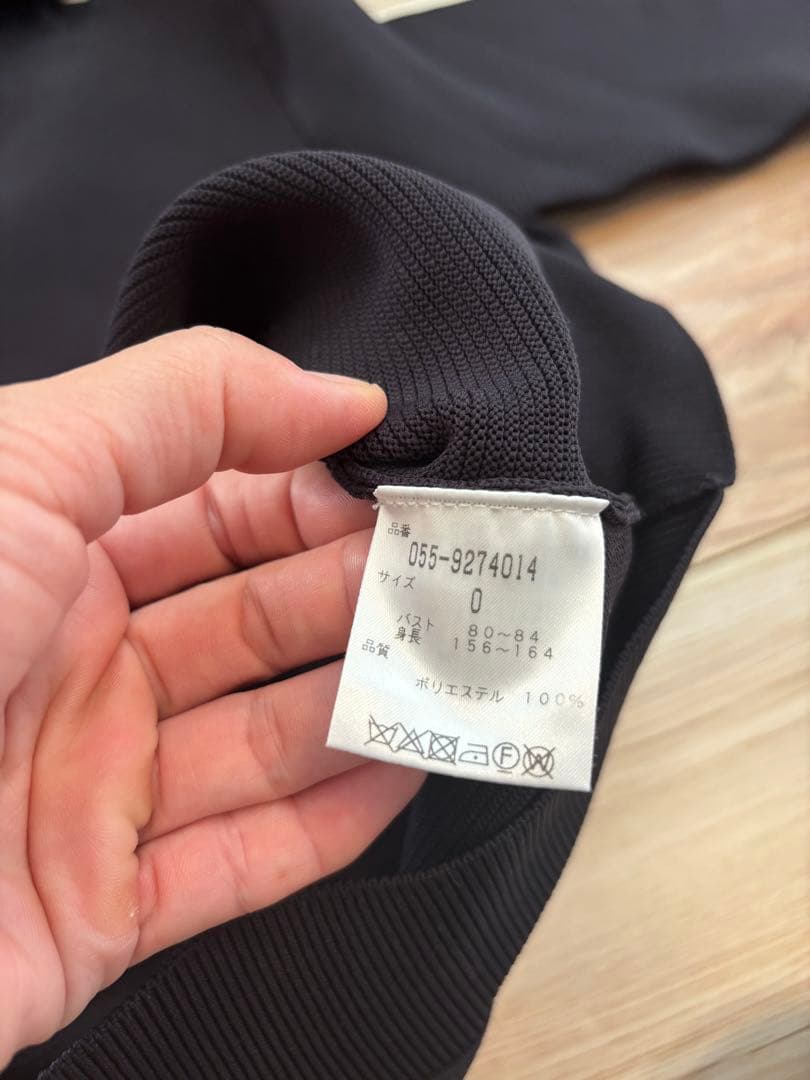 品番
055-9274014
サイズ
0
バスト 80～84
身長 156～164
品質
ポリエステル 100%
F W